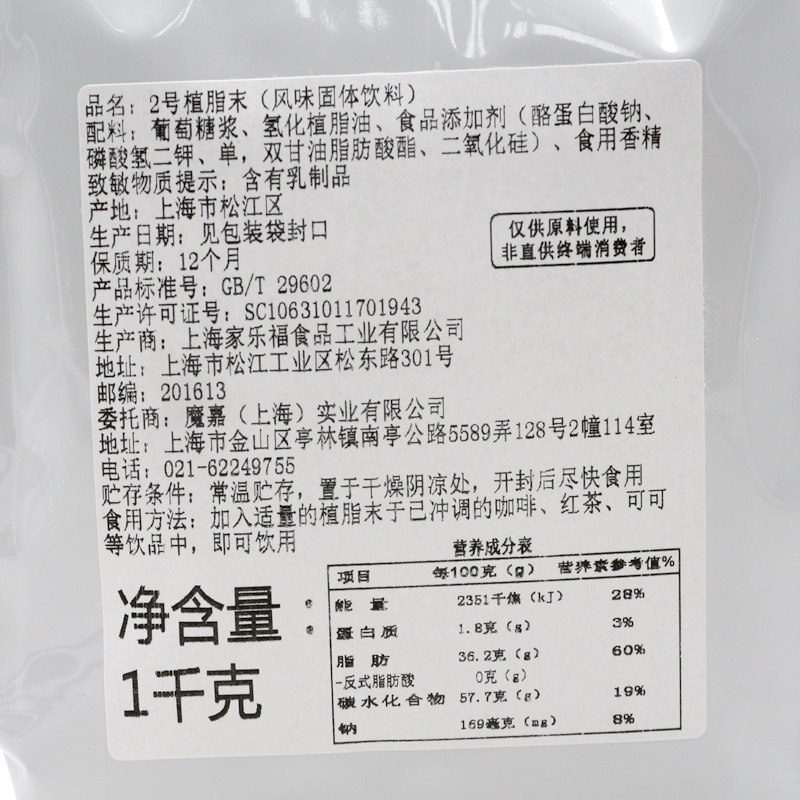 品名：2号植脂末（风味固体饮料）
配料：葡萄糖浆、氢化植脂油、食品添加剂（酪蛋白酸钠、
磷酸氢二钾、单，双甘油脂肪酸酯、二氧化硅）、食用香精
致敏物质提示：含有乳制品
产地：上海市松江区
生产日期：见包装袋封口
保质期：12个月
仅供原料使用，
非直供终端消费者
产品标准号：GB/T 29602
生产许可证号：SC10631011701943
生产商：上海家乐福食品工业有限公司
地址：上海市松江工业区松东路301号
邮编：201613
委托商：魔嘉（上海）实业有限公司
地址：上海市金山区亭林镇南亭公路5589弄128号2幢114室
电话：021-62249755
贮存条件：常温贮存，置于干燥阴凉处，开封后尽快食用
食用方法：加入适量的植脂末于已冲调的咖啡、红茶、可可
等饮品中，即可饮用
净含量：
1千克
营养成分表
项目 每100克（g） 营养素参考值%
能 量 2351千焦（kJ） 28%
蛋白质 1.8克（g） 3%
脂 肪 36.2克（g） 60%
-反式脂肪酸 0克（g）
碳水化合物 57.7克（g） 19%
钠 169毫克（mg） 8%